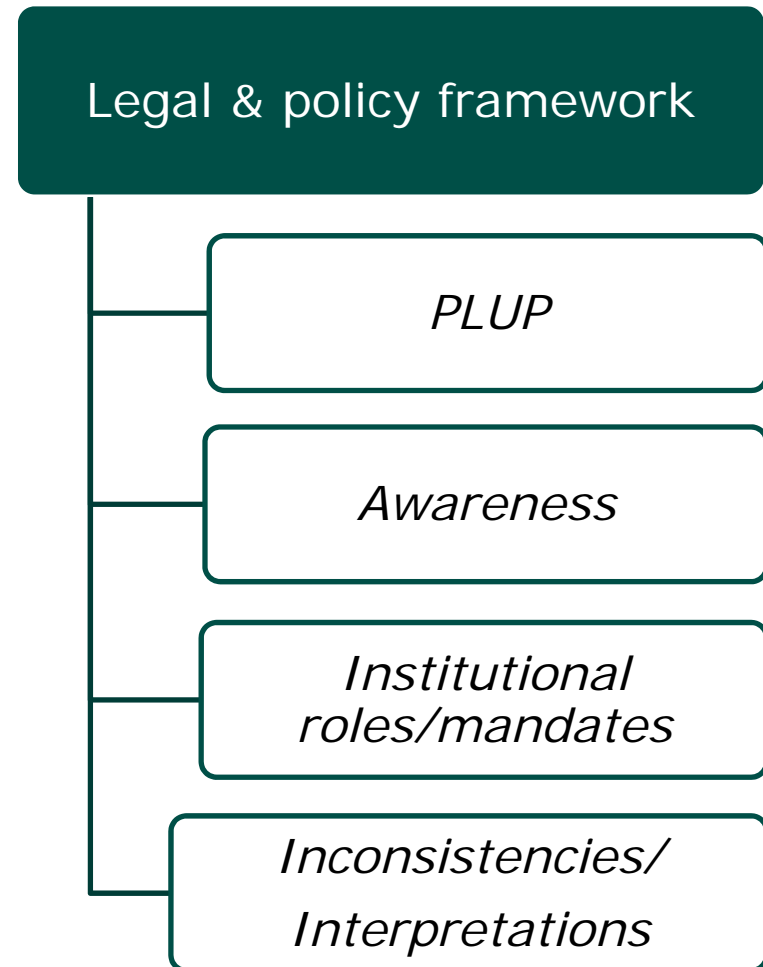 Legal & policy framework
PLUP
Awareness
Institutional
roles/mandates
Inconsistencies/
Interpretations